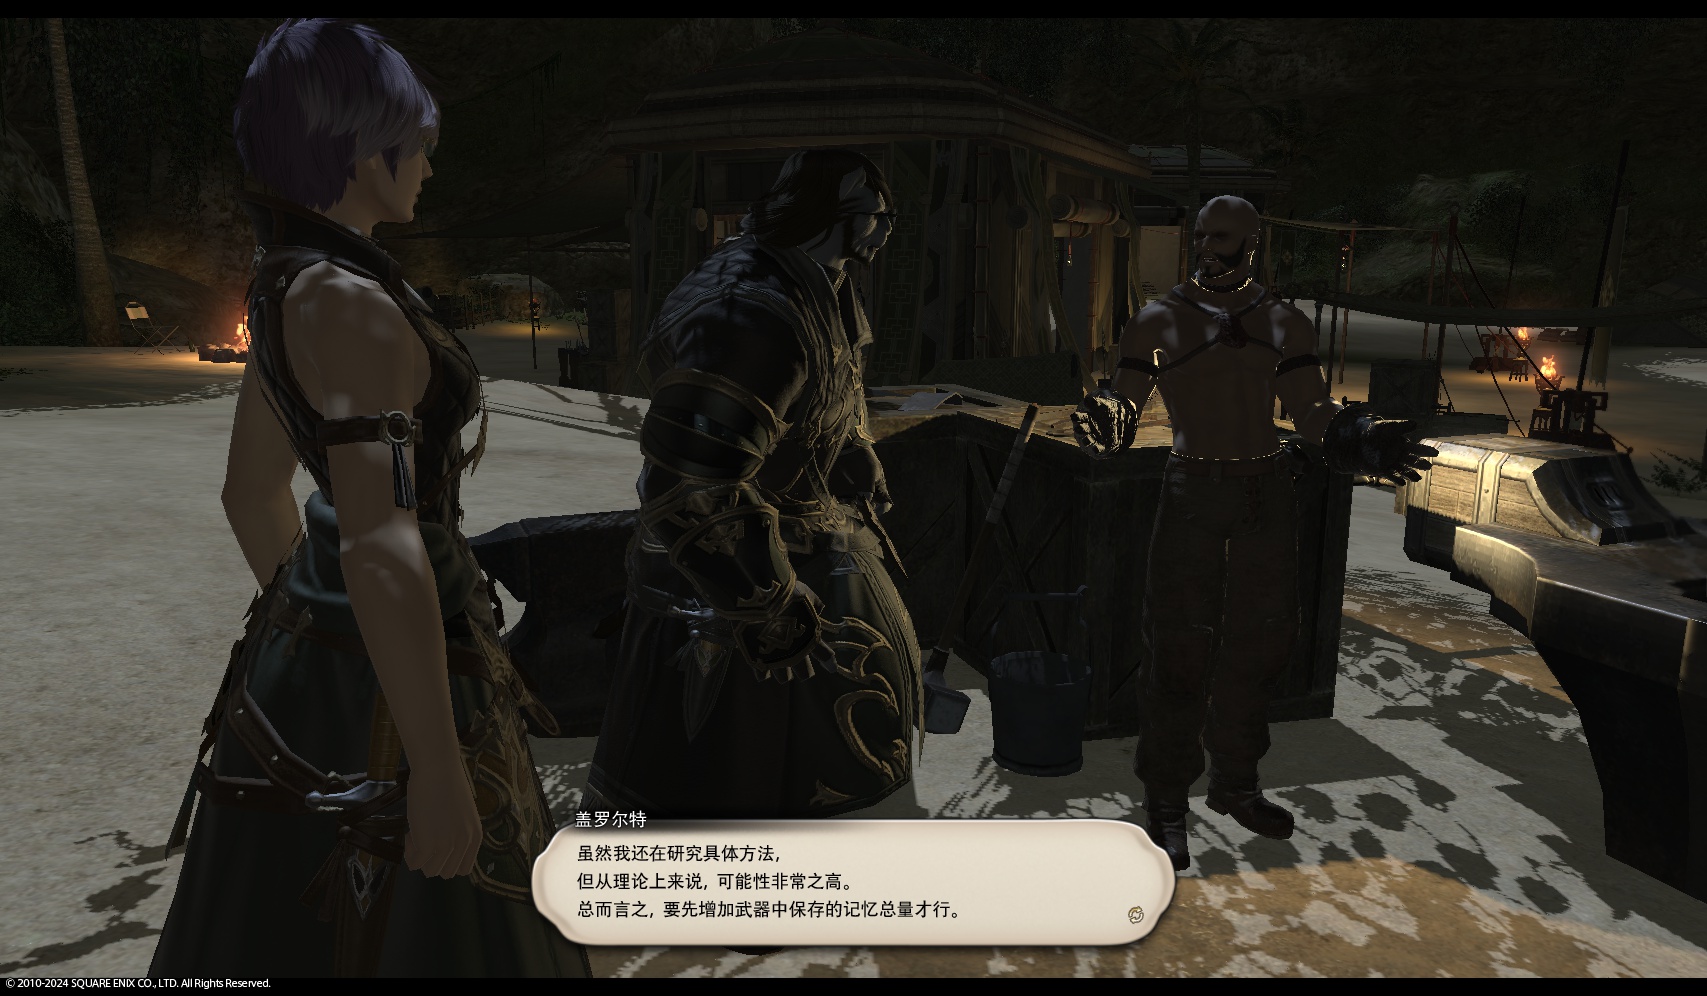 盖罗尔特
虽然我还在研究具体方法,
但从理论上来说, 可能性非常之高。
总而言之, 要先增加武器中保存的记忆总量才行。
© 2010-2024 SQUARE ENIX CO., LTD. All Rights Reserved.